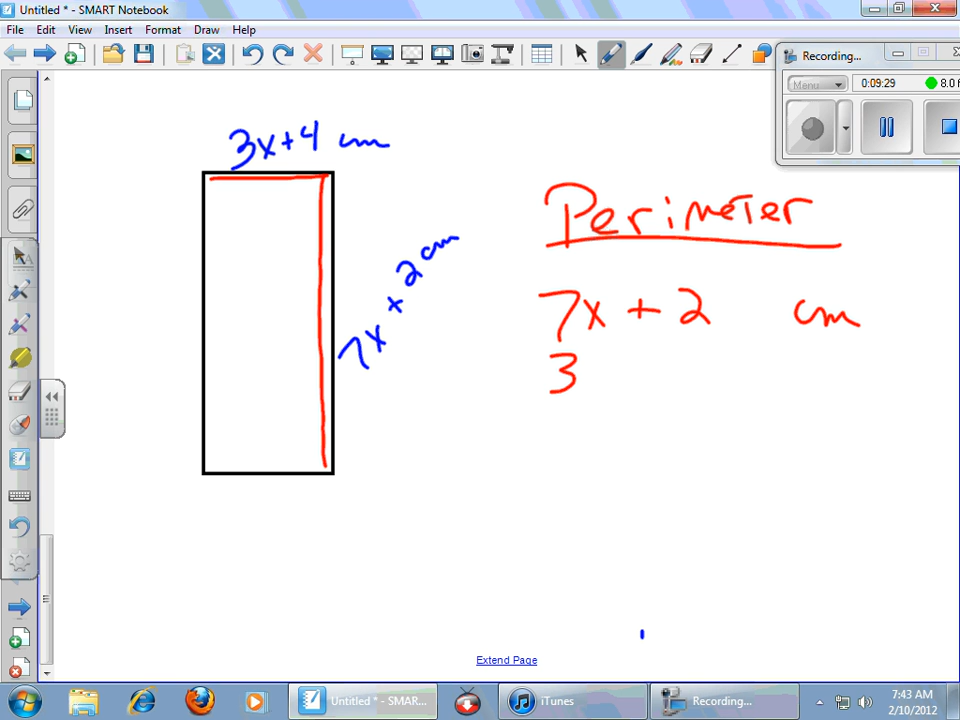 Untitled * - SMART Notebook
File Edit View Insert Format Draw Help
Recording...
Menu
0:09:29
8.0 f
3x+4 cm
7x + 2 cm
Perimeter
7x + 2 cm
3
Extend Page
Untitled * - SMAR...
iTunes
Recording...
7:43 AM
2/10/2012